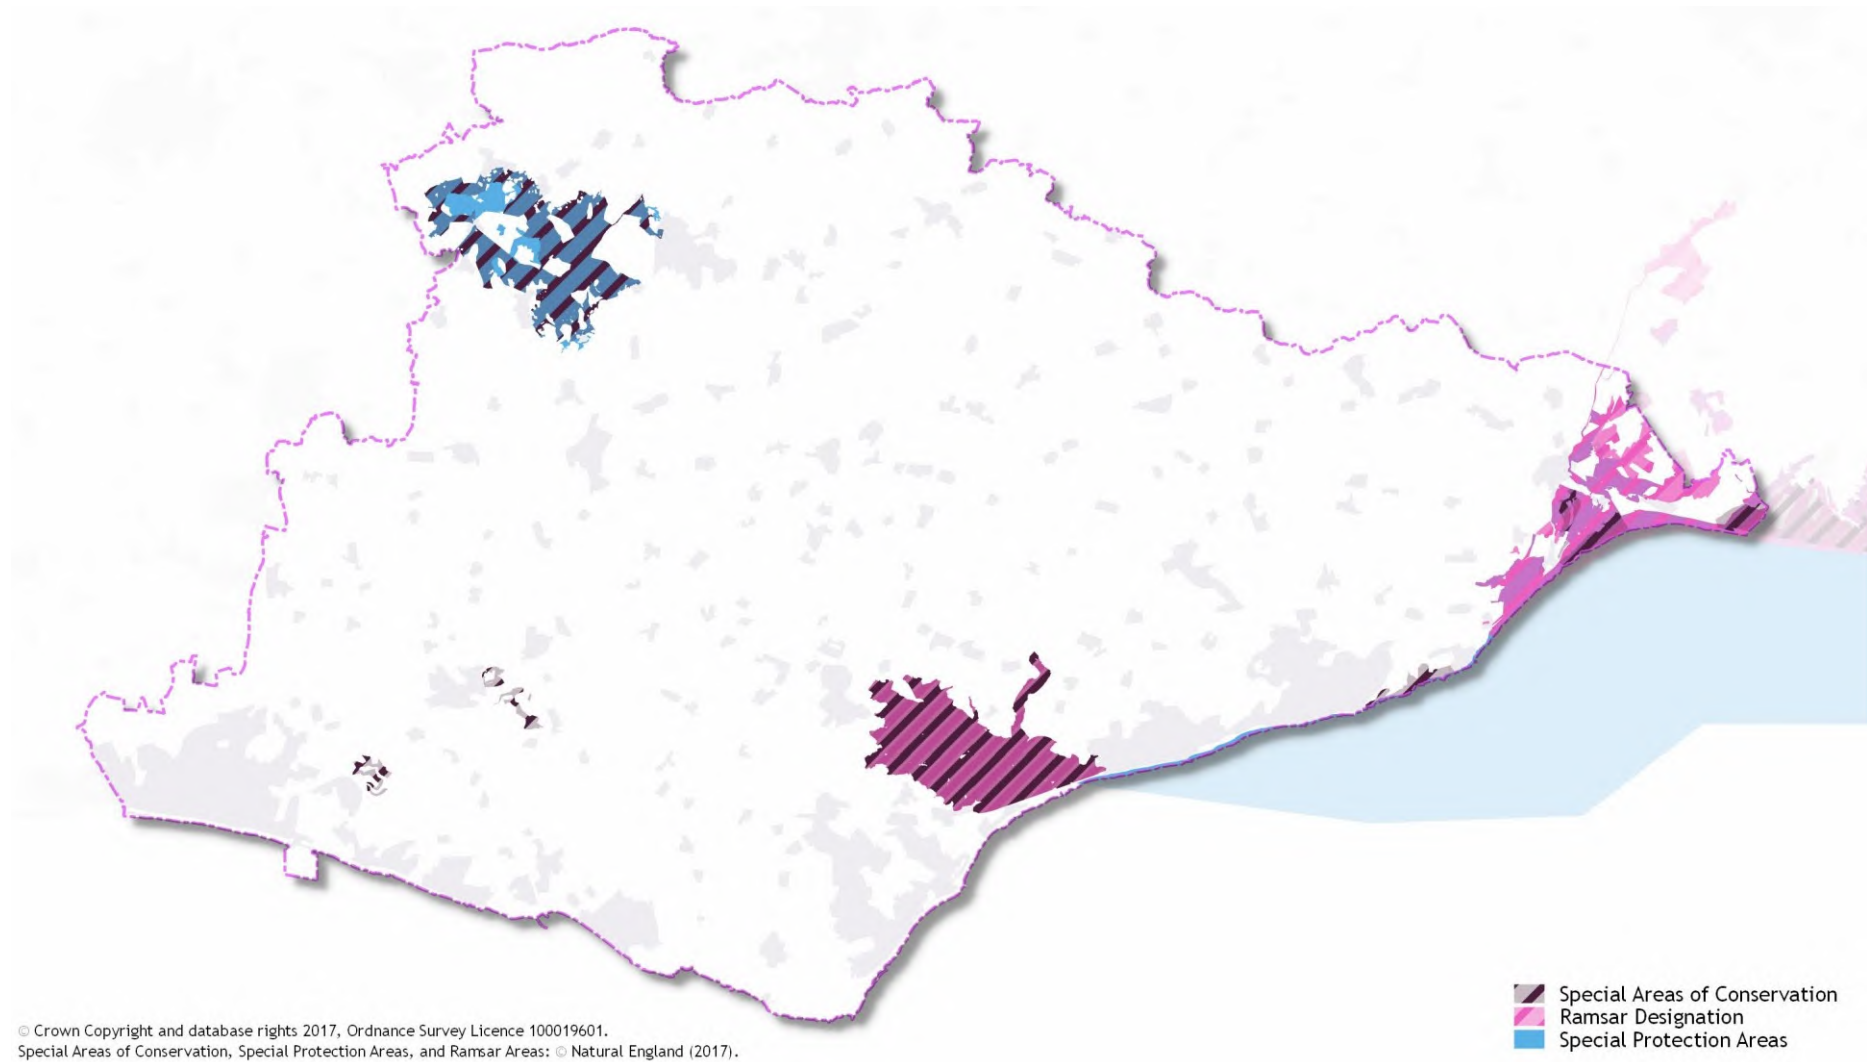 Special Areas of Conservation
Ramsar Designation
Special Protection Areas
© Crown Copyright and database rights 2017, Ordnance Survey Licence 100019601.
Special Areas of Conservation, Special Protection Areas, and Ramsar Areas: © Natural England (2017).